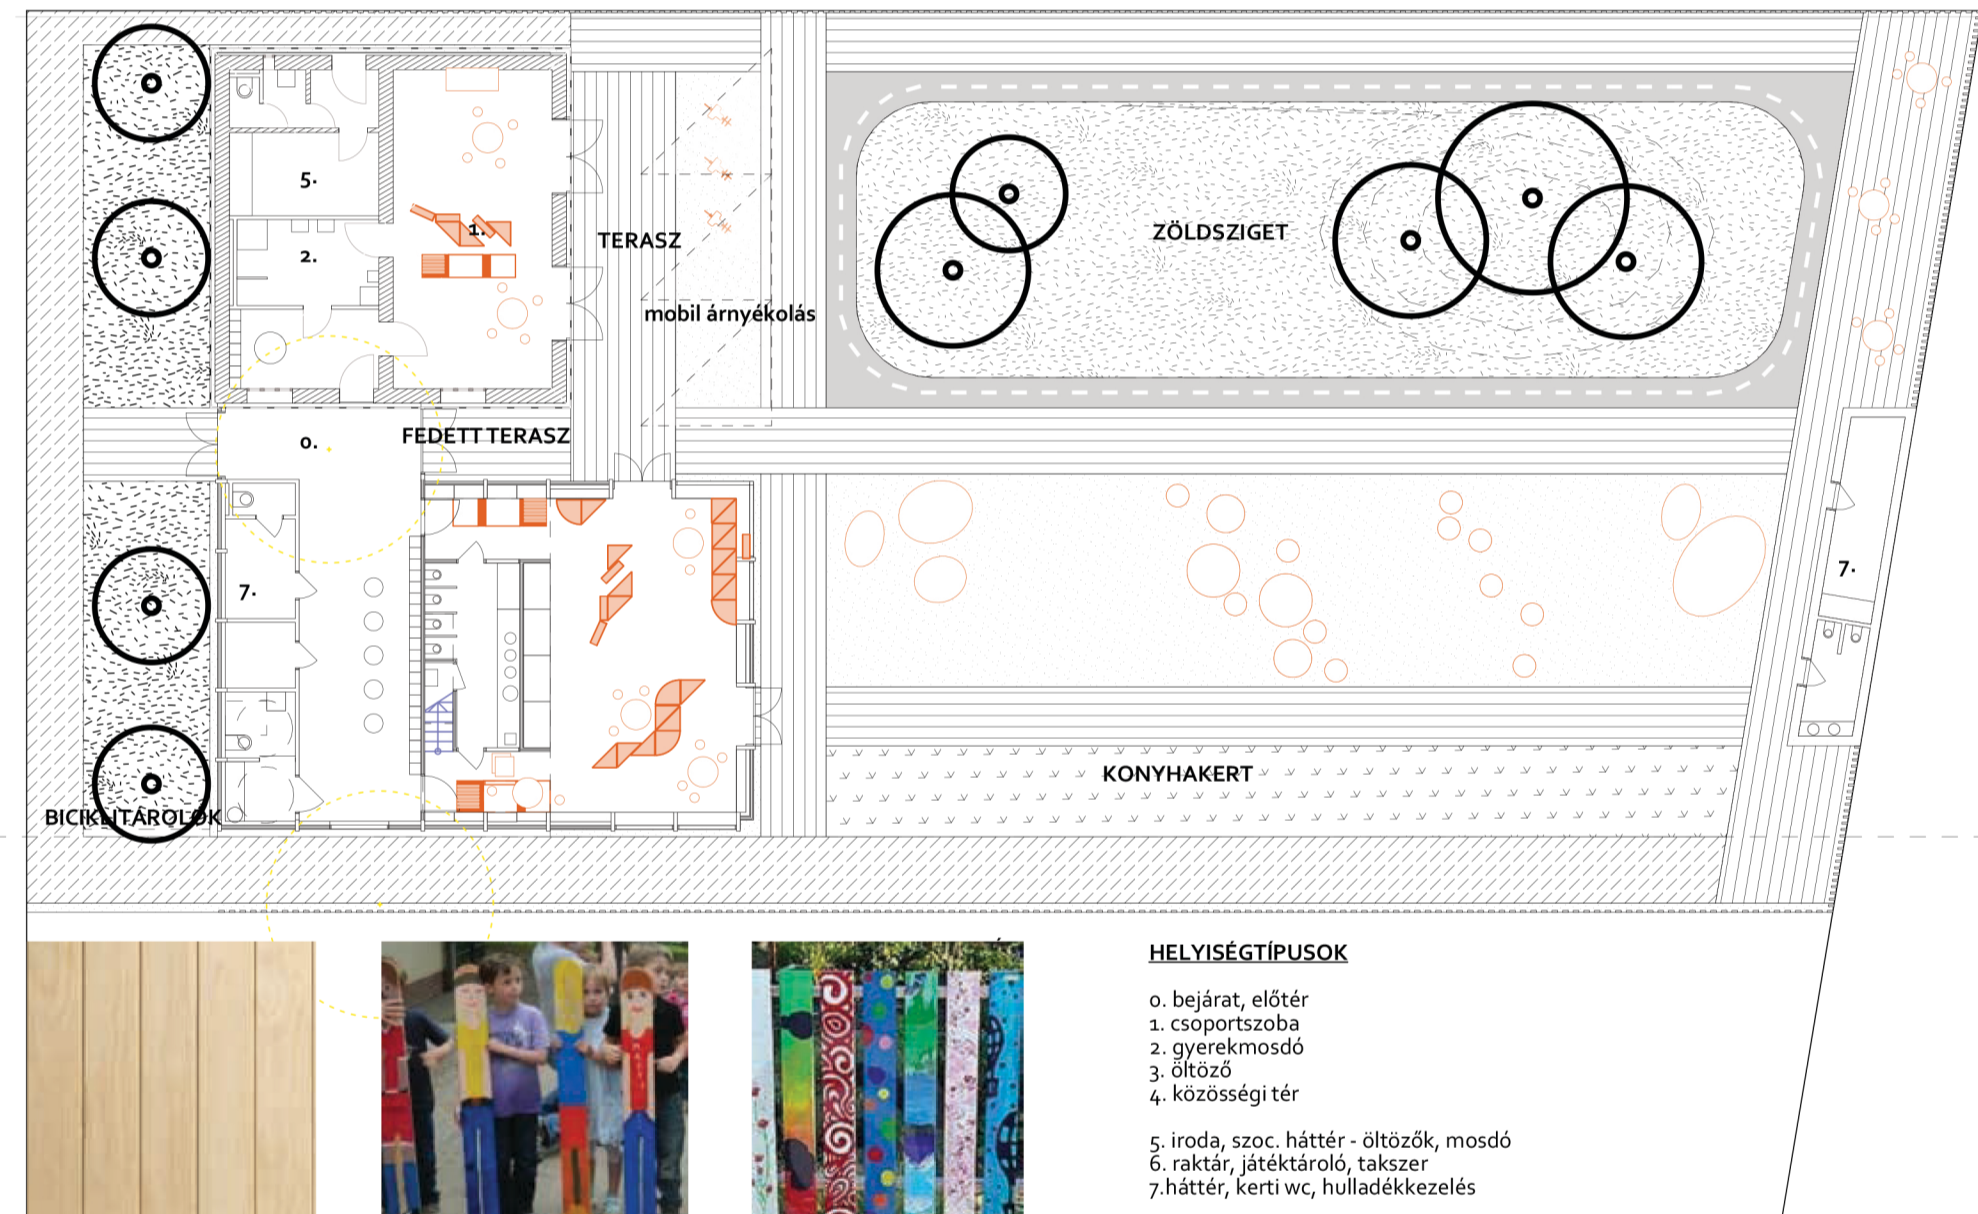 5.
1.
2.
TERASZ
ZÖLDSZIGET
mobil árnyékolás
0.
FEDETT TERASZ
7.
7.
KONYHAKERT
BICIKLITÁROLÓK
HELYISÉGTÍPUSOK
0. bejárat, előtér
1. csoportszoba
2. gyerekmosdó
3. öltöző
4. közösségi tér
5. iroda, szoc. háttér - öltözők, mosdó
6. raktár, játéktároló, takszer
7.háttér, kerti wc, hulladékkezelés